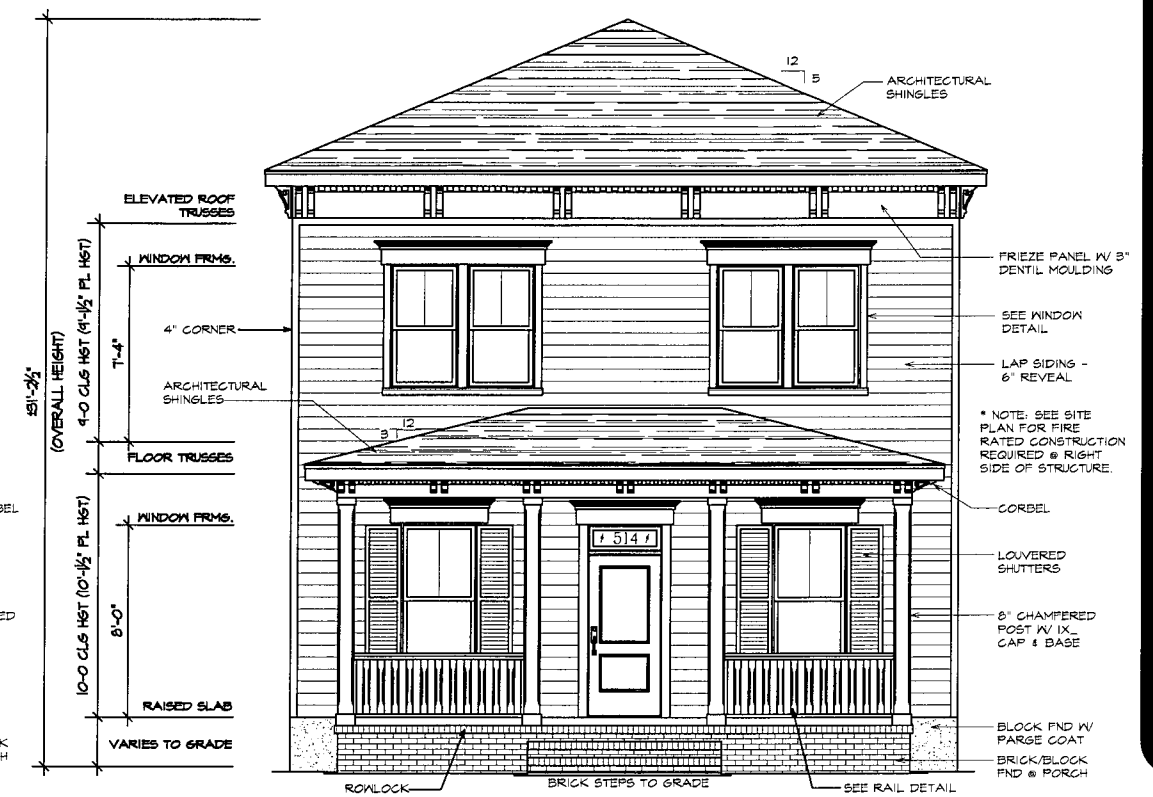 12
5
ARCHITECTURAL
SHINGLES
ELEVATED ROOF
TRUSSES
WINDOW FRMG.
4" CORNER
ARCHITECTURAL
SHINGLES
12
3
FLOOR TRUSSES
WINDOW FRMG.
RAISED SLAB
VARIES TO GRADE
±31'-2½"
(OVERALL HEIGHT)
9-0 CLG HGT (9'-1½" PL HGT)
7'-4"
10-0 CLG HGT (10'-1½" PL HGT)
8'-0"
514
FRIEZE PANEL W/ 3"
DENTIL MOULDING
SEE WINDOW
DETAIL
LAP SIDING -
6" REVEAL
* NOTE: SEE SITE
PLAN FOR FIRE
RATED CONSTRUCTION
REQUIRED @ RIGHT
SIDE OF STRUCTURE.
CORBEL
LOUVERED
SHUTTERS
8" CHAMFERED
POST W/ 1X_
CAP & BASE
BLOCK FND W/
PARGE COAT
BRICK/BLOCK
FND @ PORCH
ROWLOCK
BRICK STEPS TO GRADE
SEE RAIL DETAIL